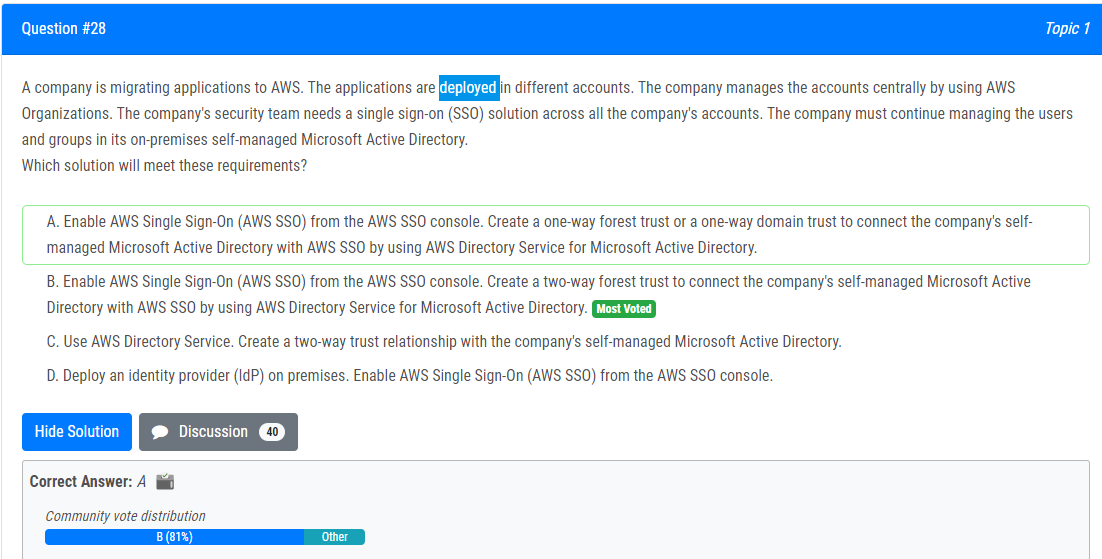 Question #28
Topic 1
A company is migrating applications to AWS. The applications are deployed in different accounts. The company manages the accounts centrally by using AWS
Organizations. The company's security team needs a single sign-on (SSO) solution across all the company's accounts. The company must continue managing the users
and groups in its on-premises self-managed Microsoft Active Directory.
Which solution will meet these requirements?
A. Enable AWS Single Sign-On (AWS SSO) from the AWS SSO console. Create a one-way forest trust or a one-way domain trust to connect the company's self-
managed Microsoft Active Directory with AWS SSO by using AWS Directory Service for Microsoft Active Directory.
B. Enable AWS Single Sign-On (AWS SSO) from the AWS SSO console. Create a two-way forest trust to connect the company's self-managed Microsoft Active
Directory with AWS SSO by using AWS Directory Service for Microsoft Active Directory. Most Voted
C. Use AWS Directory Service. Create a two-way trust relationship with the company's self-managed Microsoft Active Directory.
D. Deploy an identity provider (IdP) on premises. Enable AWS Single Sign-On (AWS SSO) from the AWS SSO console.
Hide Solution
Discussion 40
Correct Answer: A
Community vote distribution
B (81%)
Other